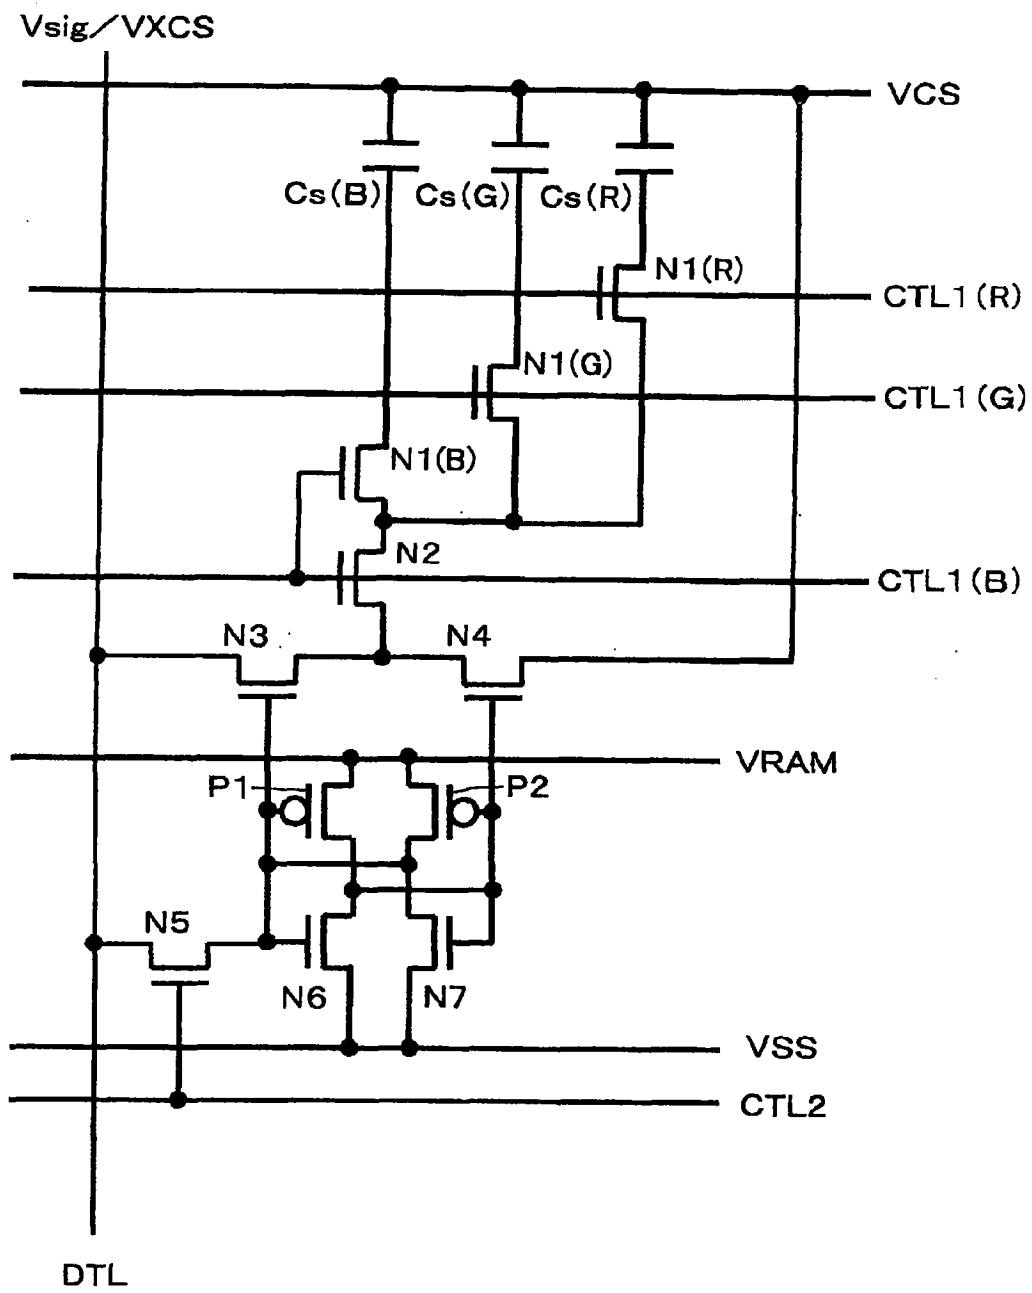 Vsig/VXCS
VCS
Cs(B)
Cs(G)
Cs(R)
N1(R)
CTL1(R)
N1(G)
CTL1(G)
N1(B)
N2
CTL1(B)
N3
N4
VRAM
P1
P2
N5
N6
N7
VSS
CTL2
DTL